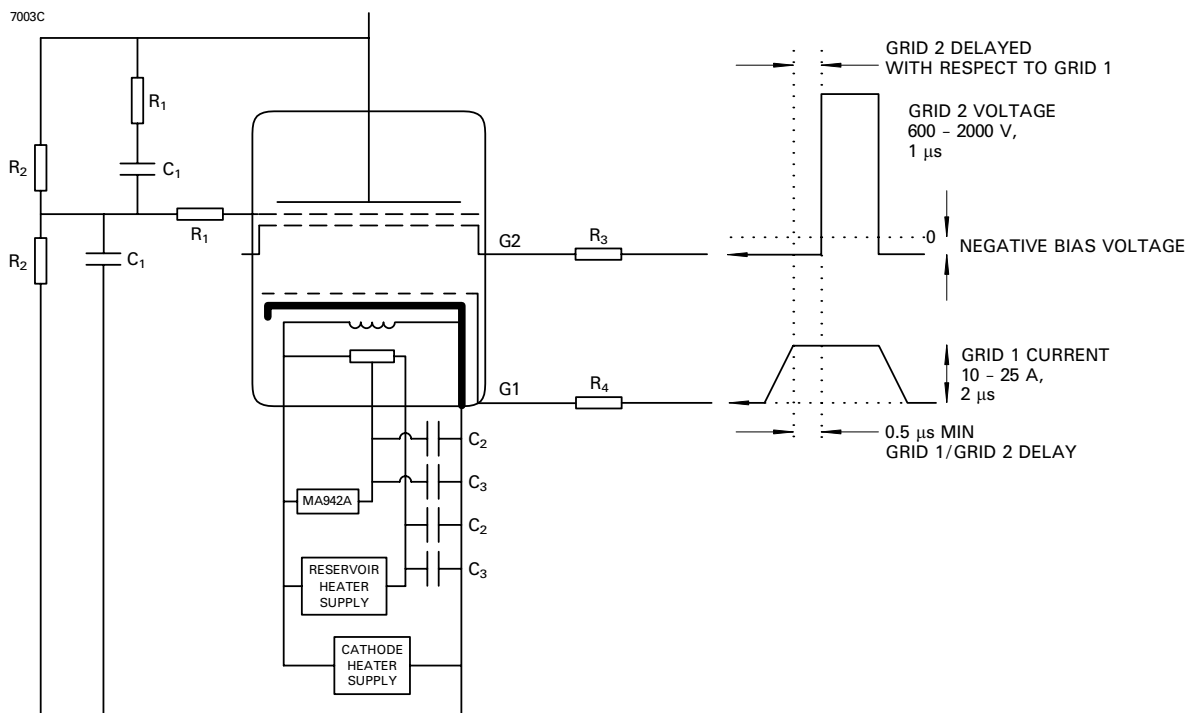 7003C
R1
C1
R2
R1
R2
C1
G2
R3
G1
R4
C2
C3
C2
C3
MA942A
RESERVOIR
HEATER
SUPPLY
CATHODE
HEATER
SUPPLY
GRID 2 DELAYED
WITH RESPECT TO GRID 1
GRID 2 VOLTAGE
600 – 2000 V,
1 μs
0
NEGATIVE BIAS VOLTAGE
GRID 1 CURRENT
10 – 25 A,
2 μs
0.5 μs MIN
GRID 1/GRID 2 DELAY